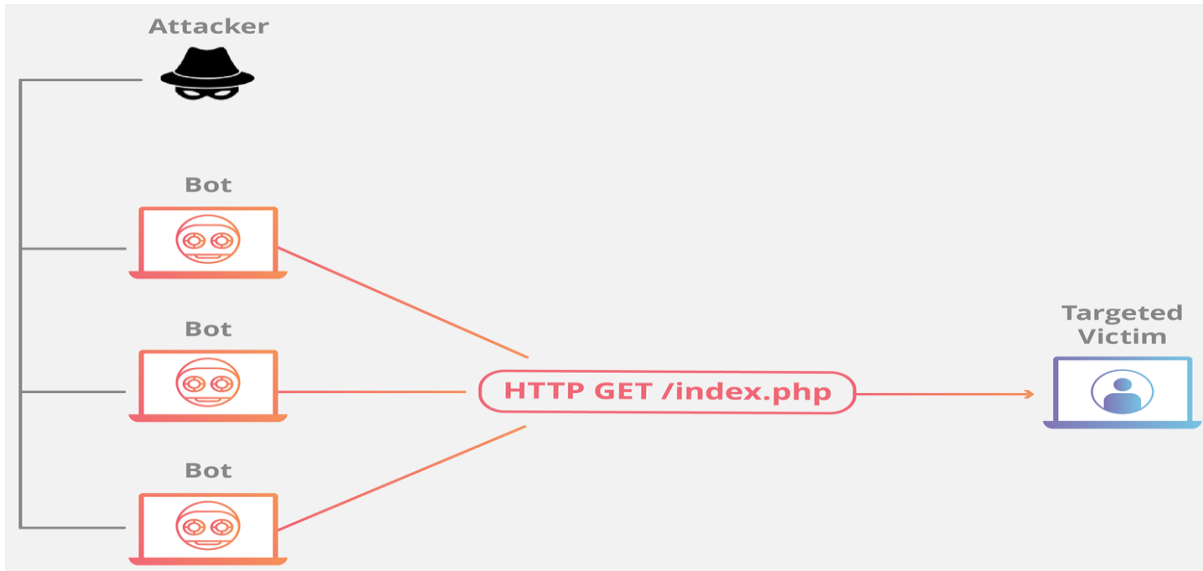 Attacker
Bot
Bot
Bot
HTTP GET /index.php
Targeted
Victim